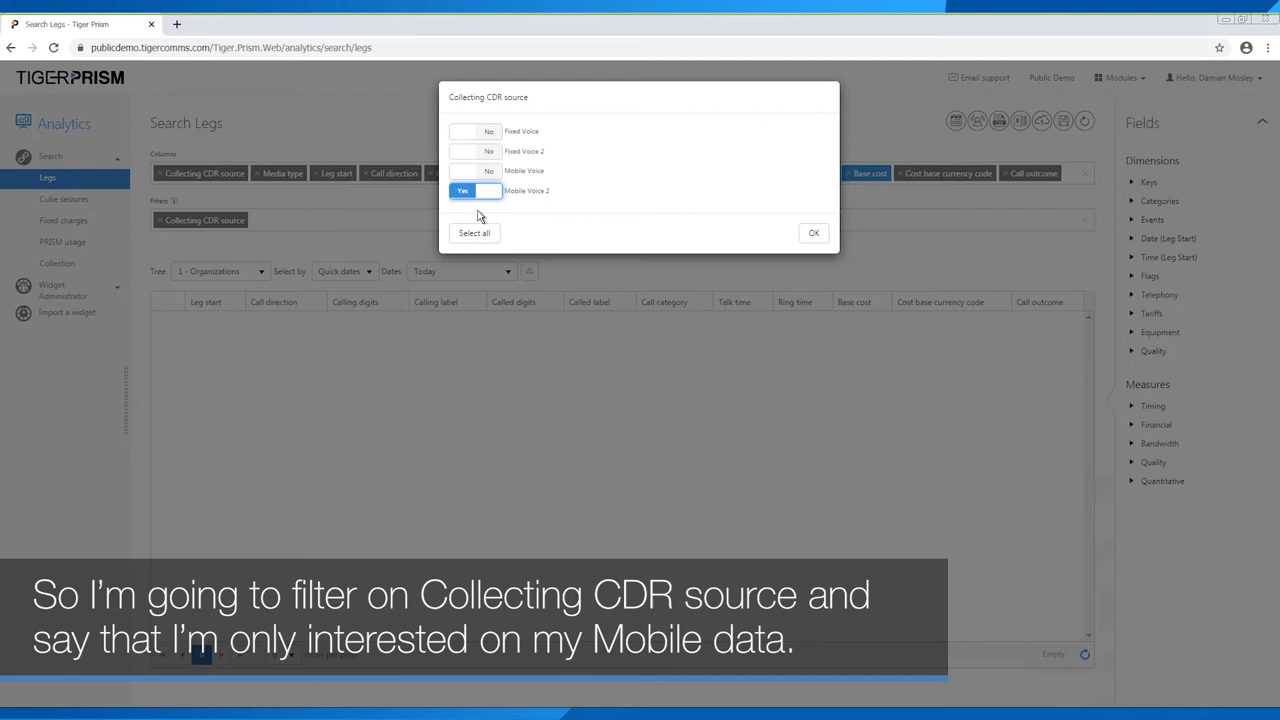 Search Legs - Tiger Prism
publicdemo.tigercomms.com/Tiger.Prism.Web/analytics/search/legs
TIGERPRISM
Email support
Public Demo
Modules
Hello, Damian Mosley
Analytics
Search
Legs
Cube seizures
Fixed charges
PRISM usage
Collection
Widget
Administrator
Import a widget
Search Legs
Columns
Collecting CDR source
Media type
Leg start
Call direction
Base cost
Cost base currency code
Call outcome
Filters
Collecting CDR source
Collecting CDR source
No Fixed Voice
No Fixed Voice 2
No Mobile Voice
Yes Mobile Voice 2
Select all
OK
Tree 1 - Organizations Select by Quick dates Dates Today
Leg start Call direction Calling digits Calling label Called digits Called label Call category Talk time Ring time Base cost Cost base currency code Call outcome
Empty
Fields
Dimensions
Keys
Categories
Events
Date (Leg Start)
Time (Leg Start)
Flags
Telephony
Tariffs
Equipment
Quality
Measures
Timing
Financial
Bandwidth
Quality
Quantitative
So I'm going to filter on Collecting CDR source and
say that I'm only interested on my Mobile data.